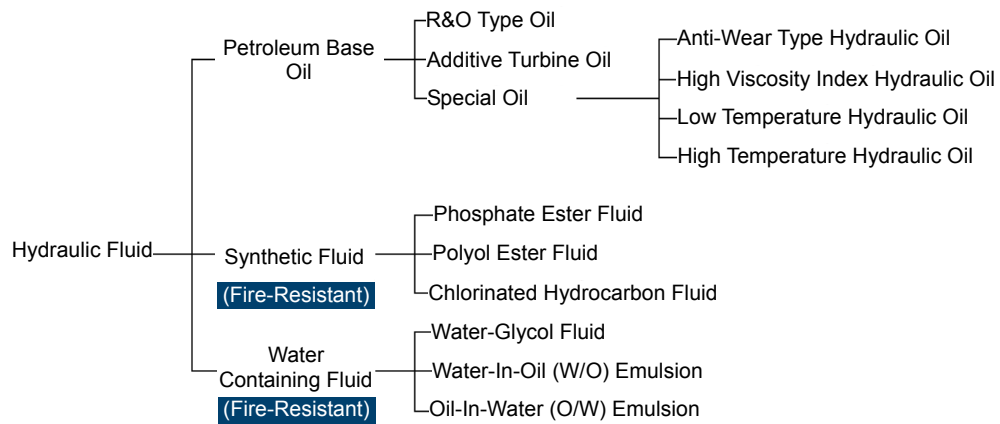 Hydraulic Fluid
Petroleum Base
Oil
R&O Type Oil
Additive Turbine Oil
Special Oil
Anti-Wear Type Hydraulic Oil
High Viscosity Index Hydraulic Oil
Low Temperature Hydraulic Oil
High Temperature Hydraulic Oil
Synthetic Fluid
(Fire-Resistant)
Phosphate Ester Fluid
Polyol Ester Fluid
Chlorinated Hydrocarbon Fluid
Water
Containing Fluid
(Fire-Resistant)
Water-Glycol Fluid
Water-In-Oil (W/O) Emulsion
Oil-In-Water (O/W) Emulsion